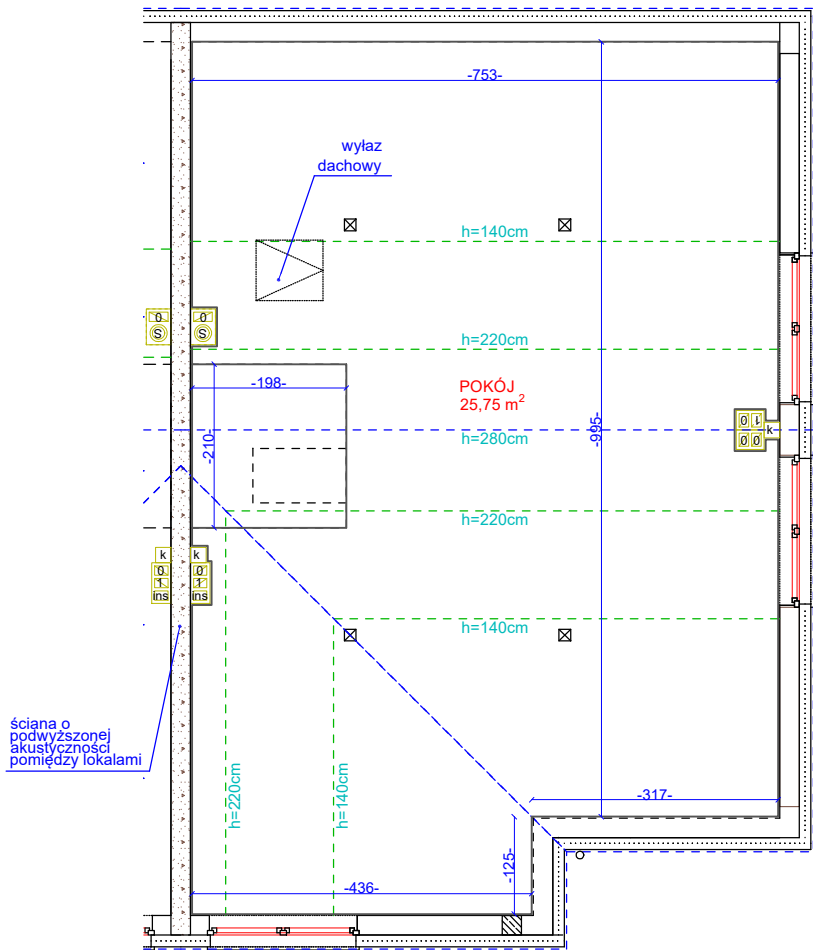 -753-
wyłaz
dachowy
h=140cm
0
S
0
S
h=220cm
-198-
POKÓJ
25,75 m²
-995-
-210-
h=280cm
0 1
0 0
k
h=220cm
k
0
1
ins
k
0
1
ins
h=140cm
ściana o
podwyższonej
akustyczności
pomiędzy lokalami
h=220cm
h=140cm
-317-
-125-
-436-